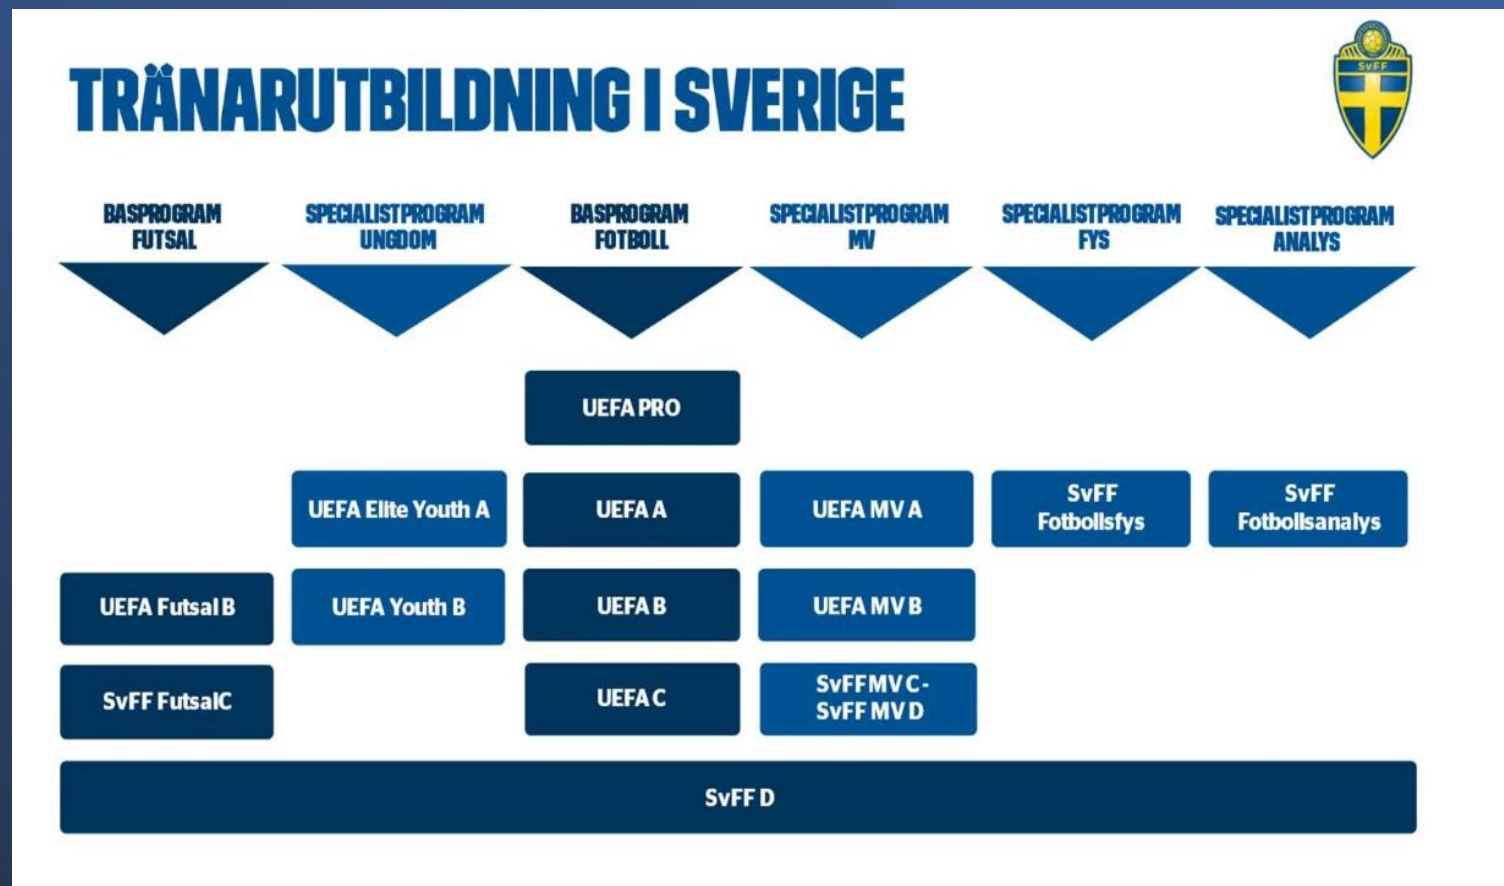 TRÄNARUTBILDNING I SVERIGE
SvFF
BASPROGRAM
FUTSAL
SPECIALISTPROGRAM
UNGDOM
BASPROGRAM
FOTBOLL
SPECIALISTPROGRAM
MV
SPECIALISTPROGRAM
FYS
SPECIALISTPROGRAM
ANALYS
UEFA PRO
UEFA Elite Youth A
UEFA A
UEFA MV A
SvFF
Fotbollsfys
SvFF
Fotbollsanalys
UEFA Futsal B
UEFA Youth B
UEFA B
UEFA MV B
SvFF FutsalC
UEFA C
SvFFMV C-
SvFF MV D
SvFF D